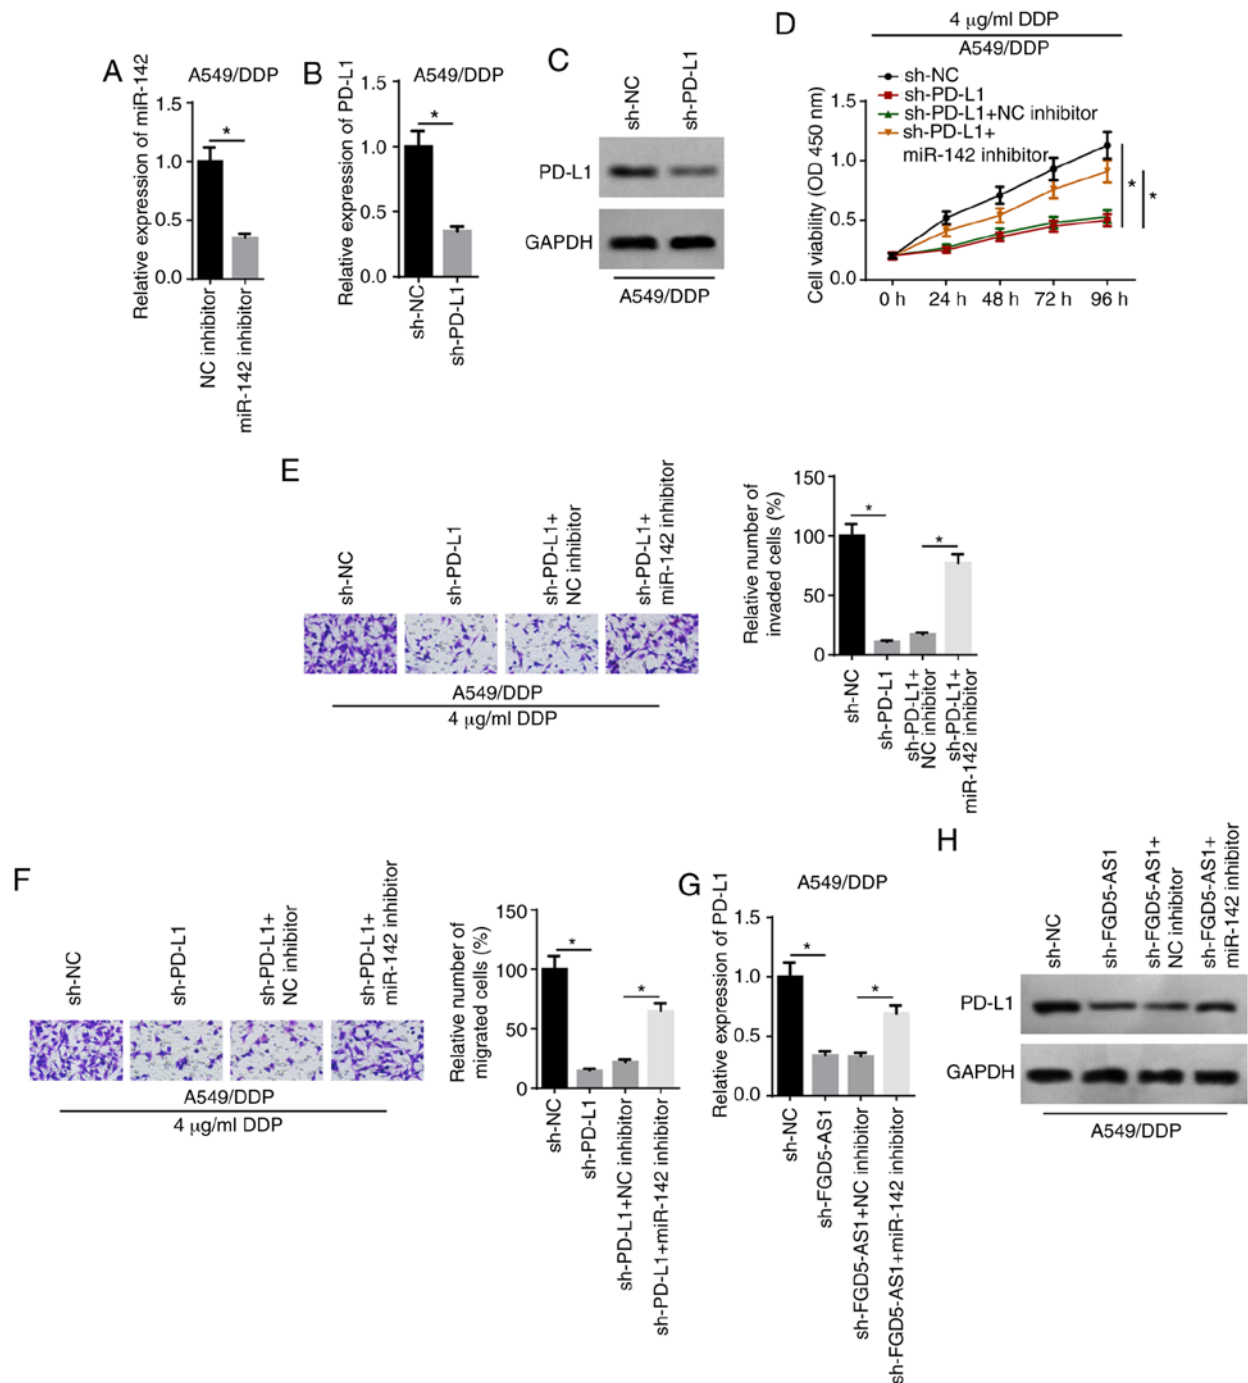 A
A549/DDP
Relative expression of miR-142
1.5
1.0
0.5
0.0
*
NC inhibitor
miR-142 inhibitor
B
A549/DDP
Relative expression of PD-L1
1.5
1.0
0.5
0.0
*
sh-NC
sh-PD-L1
C
sh-NC
sh-PD-L1
PD-L1
GAPDH
A549/DDP
D
4 μg/ml DDP
A549/DDP
sh-NC
sh-PD-L1
sh-PD-L1+NC inhibitor
sh-PD-L1+
miR-142 inhibitor
Cell viability (OD 450 nm)
1.5
1.0
0.5
0.0
0 h
24 h
48 h
72 h
96 h
*
*
E
sh-NC
sh-PD-L1
sh-PD-L1+
NC inhibitor
sh-PD-L1+
miR-142 inhibitor
A549/DDP
4 μg/ml DDP
Relative number of
invaded cells (%)
150
100
50
0
*
*
sh-NC
sh-PD-L1
sh-PD-L1+
NC inhibitor
sh-PD-L1+
miR-142 inhibitor
F
sh-NC
sh-PD-L1
sh-PD-L1+
NC inhibitor
sh-PD-L1+
miR-142 inhibitor
A549/DDP
4 μg/ml DDP
Relative number of
migrated cells (%)
150
100
50
0
*
*
sh-NC
sh-PD-L1
sh-PD-L1+NC inhibitor
sh-PD-L1+miR-142 inhibitor
G
A549/DDP
Relative expression of PD-L1
1.5
1.0
0.5
0.0
*
*
sh-NC
sh-FGD5-AS1
sh-FGD5-AS1+NC inhibitor
sh-FGD5-AS1+miR-142 inhibitor
H
sh-NC
sh-FGD5-AS1
sh-FGD5-AS1+
NC inhibitor
sh-FGD5-AS1+
miR-142 inhibitor
PD-L1
GAPDH
A549/DDP